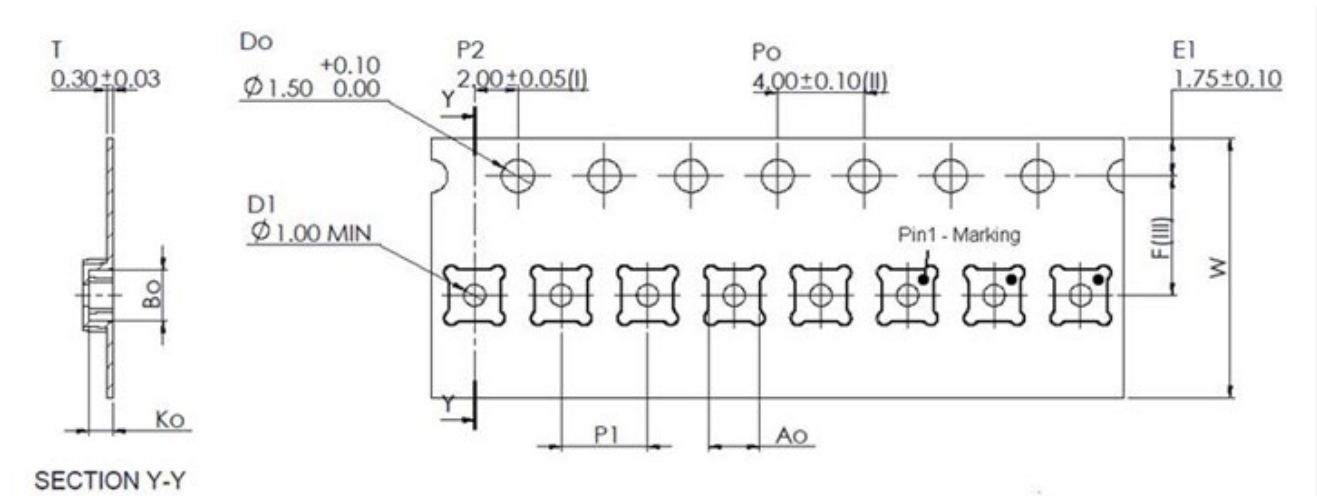 T
0.30±0.03
Do
Ø1.50 +0.10 0.00
P2
2.00±0.05(I)
Po
4.00±0.10(II)
E1
1.75±0.10
Y
D1
Ø1.00 MIN
Pin1 - Marking
F(III)
W
Bo
Y
Ko
P1
Ao
SECTION Y-Y